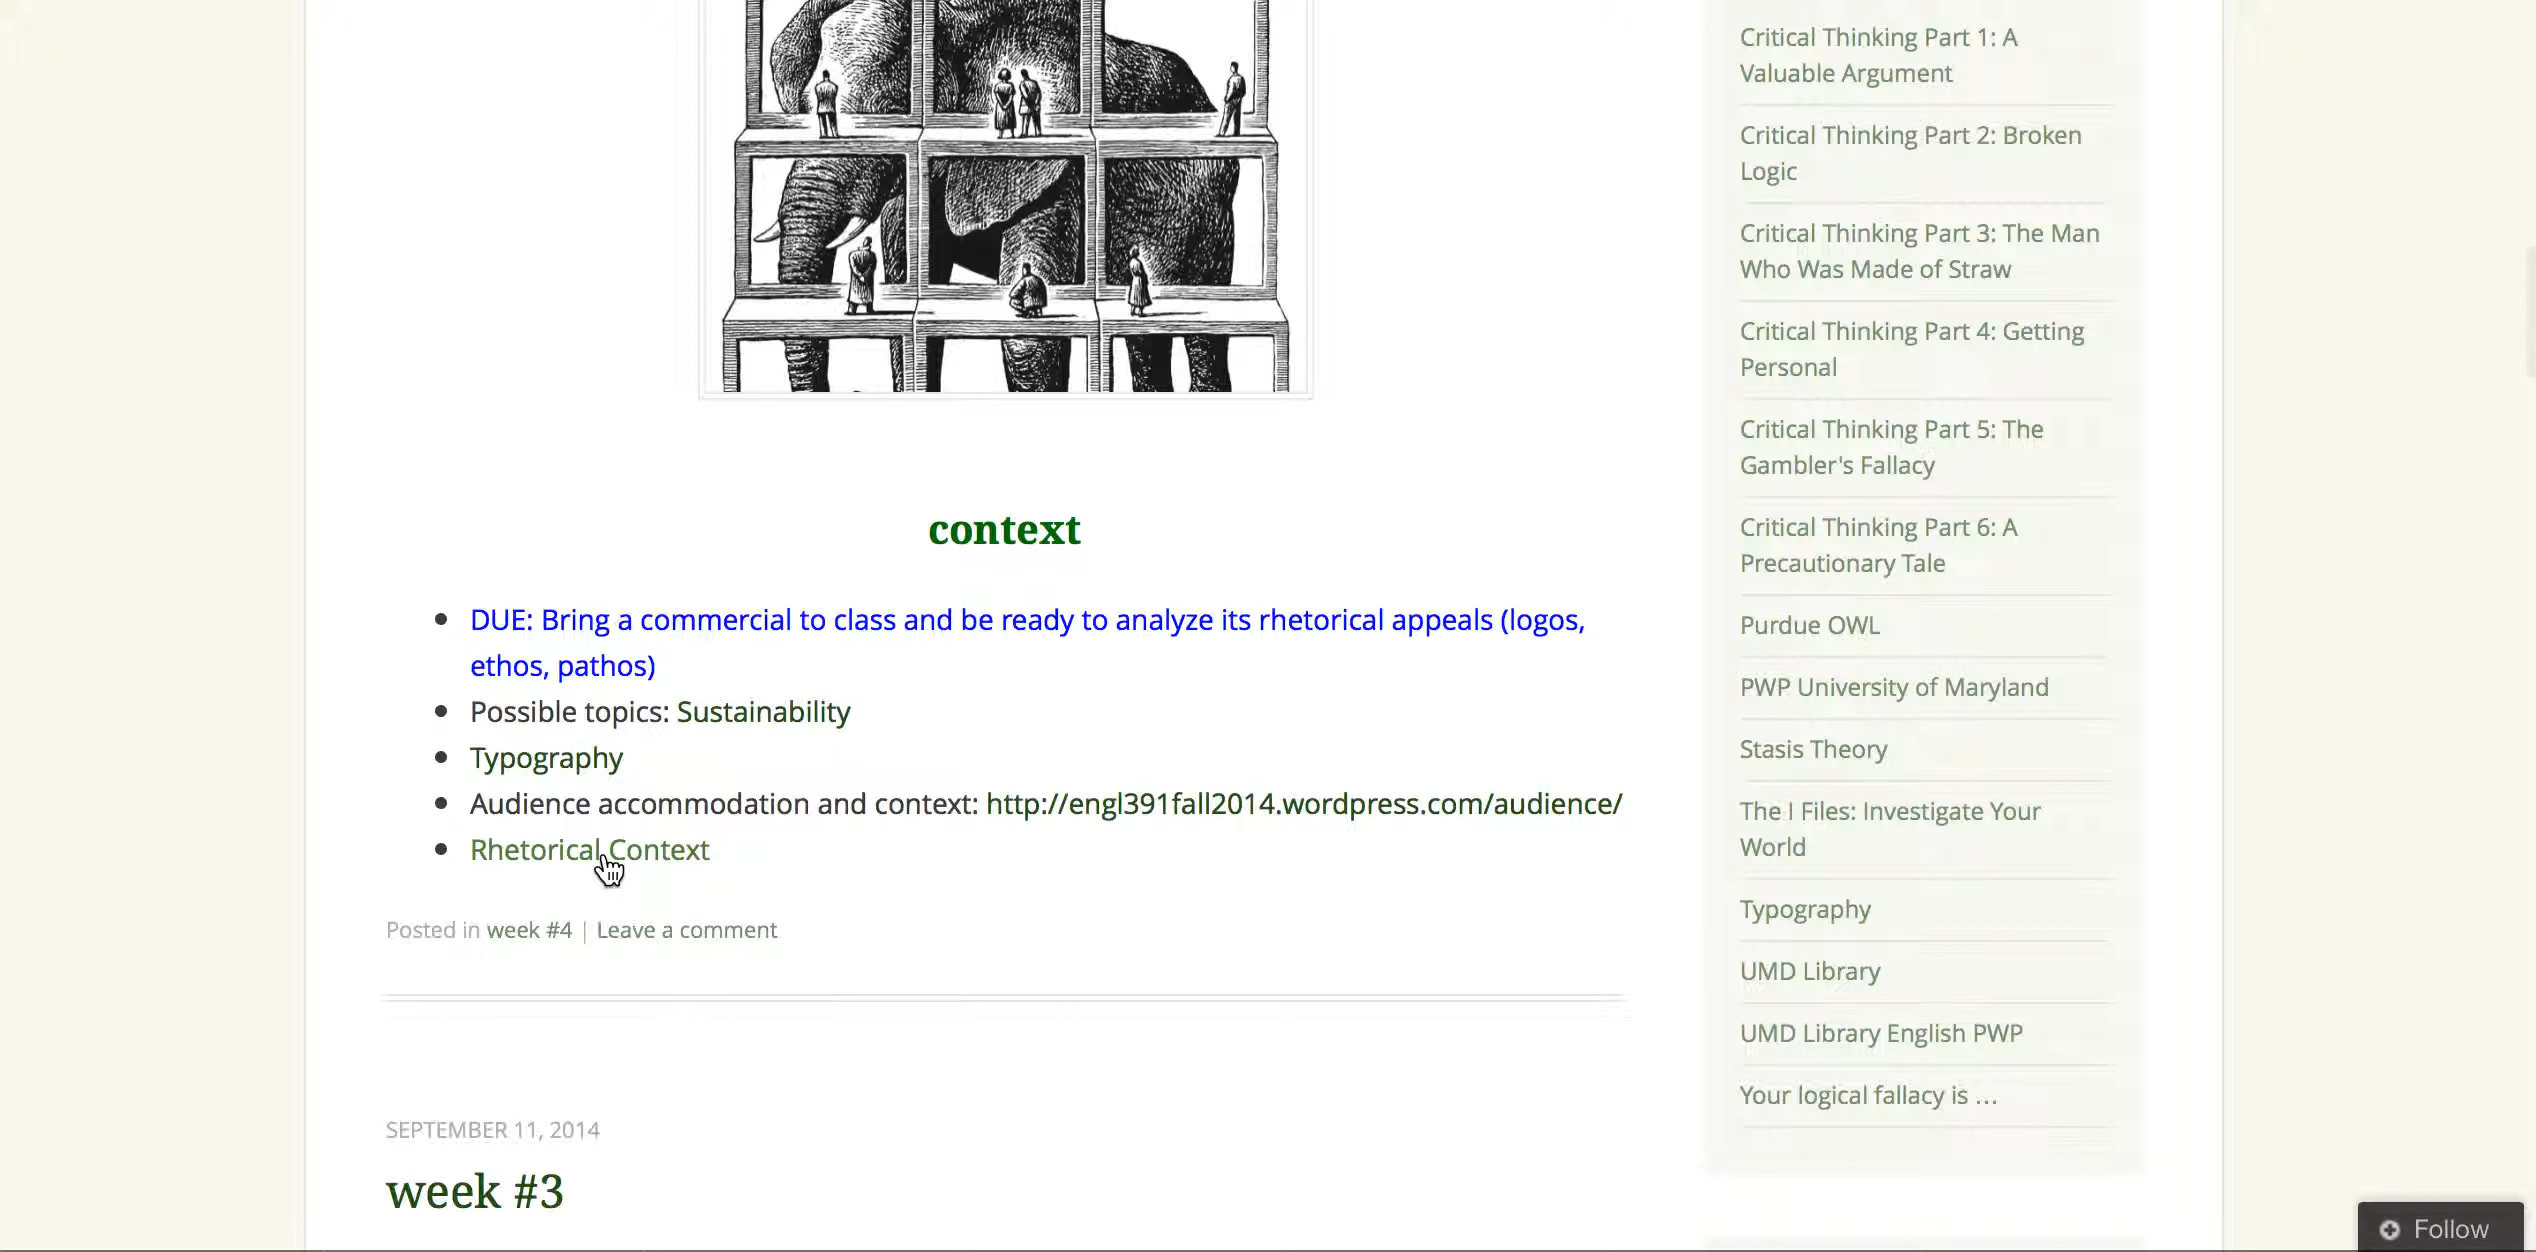 context
DUE: Bring a commercial to class and be ready to analyze its rhetorical appeals (logos,
ethos, pathos)
Possible topics: Sustainability
Typography
Audience accommodation and context: http://engl391fall2014.wordpress.com/audience/
Rhetorical Context
Posted in week #4 | Leave a comment
SEPTEMBER 11, 2014
week #3
Critical Thinking Part 1: A
Valuable Argument
Critical Thinking Part 2: Broken
Logic
Critical Thinking Part 3: The Man
Who Was Made of Straw
Critical Thinking Part 4: Getting
Personal
Critical Thinking Part 5: The
Gambler's Fallacy
Critical Thinking Part 6: A
Precautionary Tale
Purdue OWL
PWP University of Maryland
Stasis Theory
The I Files: Investigate Your
World
Typography
UMD Library
UMD Library English PWP
Your logical fallacy is …
Follow